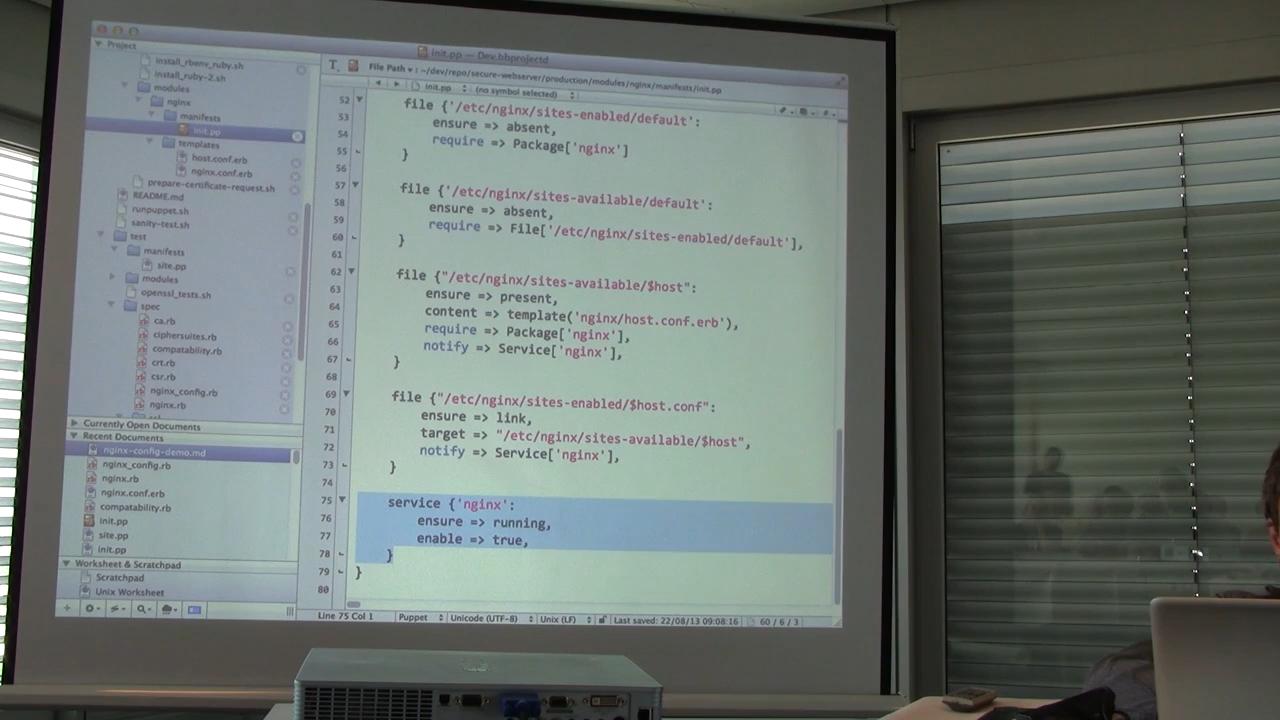 init.pp — Dev.bbprojectd
Project
install_rbenv_ruby.sh
install_ruby-2.sh
modules
nginx
manifests
init.pp
templates
host.conf.erb
nginx.conf.erb
prepare-certificate-request.sh
README.md
runpuppet.sh
sanity-test.sh
test
manifests
site.pp
modules
openssl_tests.sh
spec
ca.rb
ciphersuites.rb
compatability.rb
crt.rb
csr.rb
nginx_config.rb
nginx.rb
Currently Open Documents
Recent Documents
nginx-config-demo.md
nginx_config.rb
nginx.rb
nginx.conf.erb
compatability.rb
init.pp
site.pp
init.pp
Worksheet & Scratchpad
Scratchpad
Unix Worksheet
File Path : ~/dev/repo/secure-webserver/production/modules/nginx/manifests/init.pp
init.pp (no symbol selected)
52 file {'/etc/nginx/sites-enabled/default':
53 ensure => absent,
54 require => Package['nginx']
55 }
56
57 file {'/etc/nginx/sites-available/default':
58 ensure => absent,
59 require => File['/etc/nginx/sites-enabled/default'],
60 }
61
62 file {"/etc/nginx/sites-available/$host":
63 ensure => present,
64 content => template('nginx/host.conf.erb'),
65 require => Package['nginx'],
66 notify => Service['nginx'],
67 }
68
69 file {"/etc/nginx/sites-enabled/$host.conf":
70 ensure => link,
71 target => "/etc/nginx/sites-available/$host",
72 notify => Service['nginx'],
73 }
74
75 service {'nginx':
76 ensure => running,
77 enable => true,
78 }
79 }
80
Line 75 Col 1 Puppet Unicode (UTF-8) Unix (LF) Last saved: 22/08/13 09:08:16 60 / 6 / 3